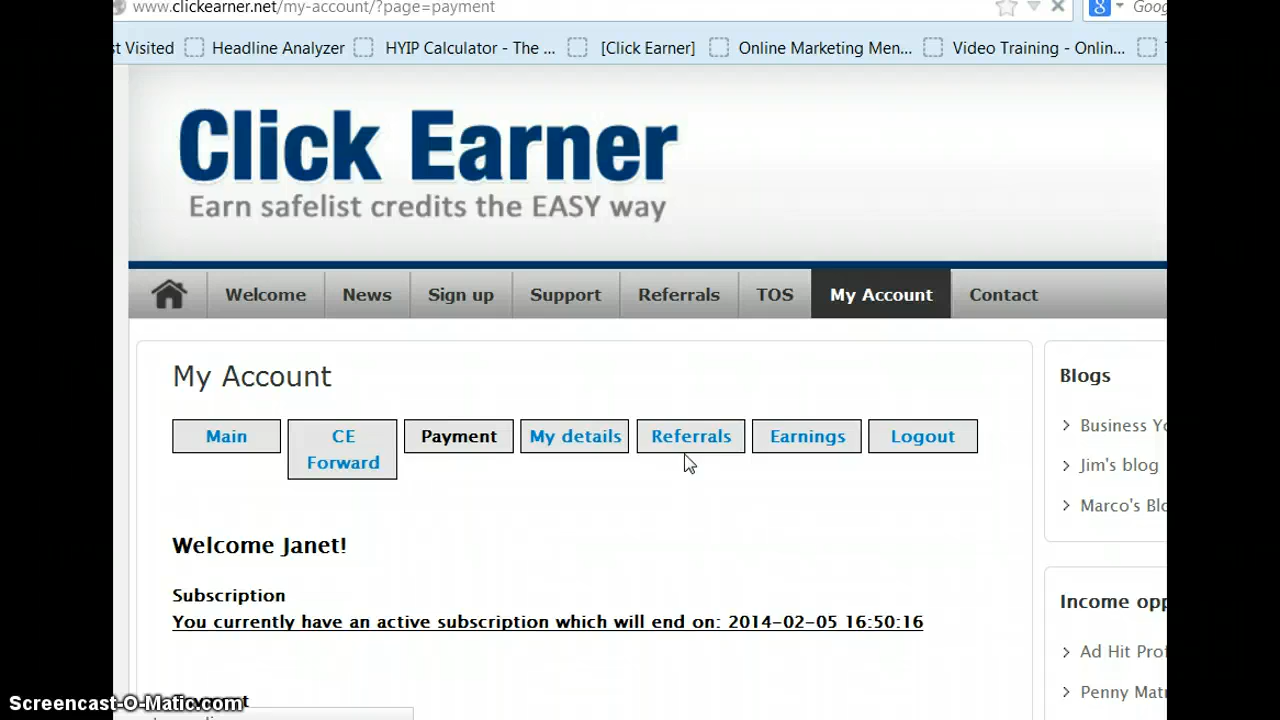 www.clickearner.net/my-account/?page=payment
Goog
st Visited Headline Analyzer HYIP Calculator - The ... [Click Earner] Online Marketing Men... Video Training - Onlin...
Click Earner
Earn safelist credits the EASY way
Welcome News Sign up Support Referrals TOS My Account Contact
My Account
Blogs
Main CE Forward Payment My details Referrals Earnings Logout
Business Yo
Jim's blog
Marco's Blo
Welcome Janet!
Subscription
You currently have an active subscription which will end on: 2014-02-05 16:50:16
Income opp
Ad Hit Prof
Penny Mat
Screencast-O-Matic.com